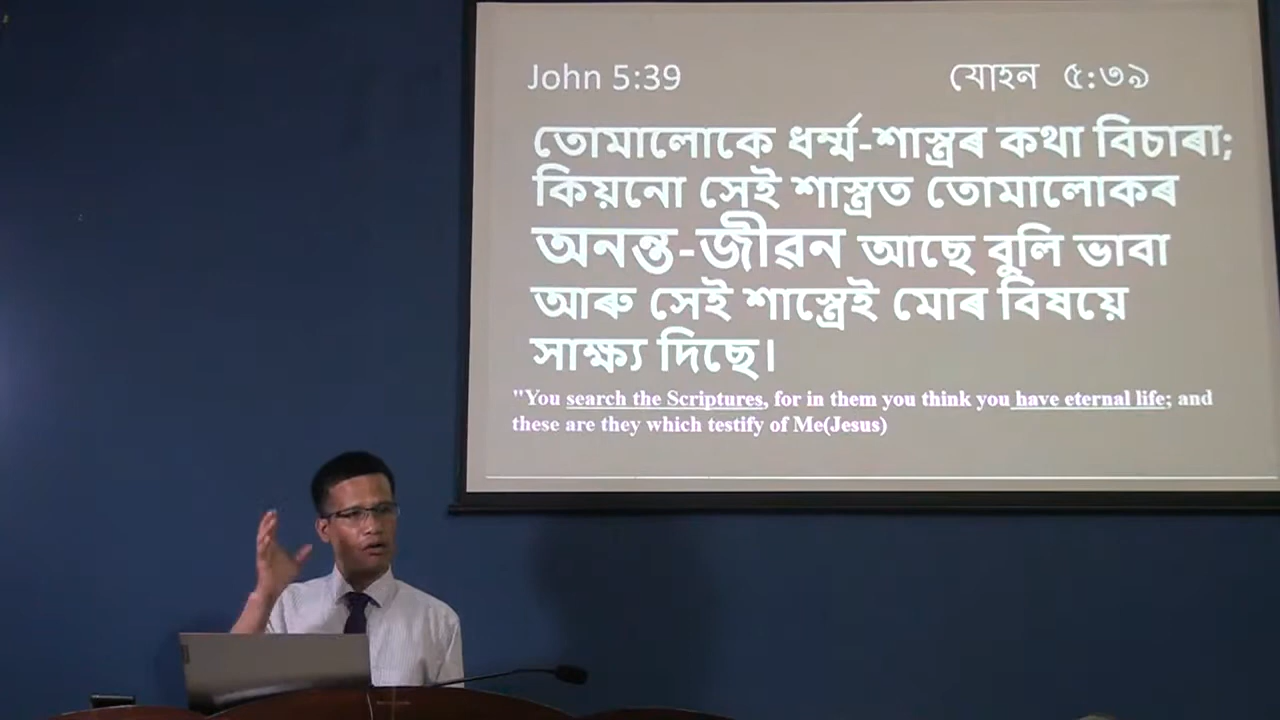 John 5:39 যোহন ৫:৩৯
তোমালোকে ধৰ্ম্ম-শাস্ত্ৰৰ কথা বিচাৰা;
কিয়নো সেই শাস্ত্ৰত তোমালোকৰ
অনন্ত-জীৱন আছে বুলি ভাবা
আৰু সেই শাস্ত্ৰেই মোৰ বিষয়ে
সাক্ষ্য দিছে।
"You search the Scriptures, for in them you think you have eternal life; and
these are they which testify of Me(Jesus)